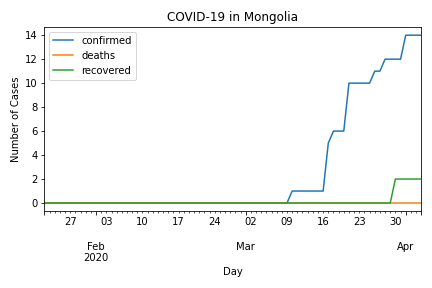 COVID-19 in Mongolia
confirmed
deaths
recovered
Number of Cases
14
12
10
8
6
4
2
0
27 03 10 17 24 02 09 16 23 30
Feb Mar Apr
2020
Day